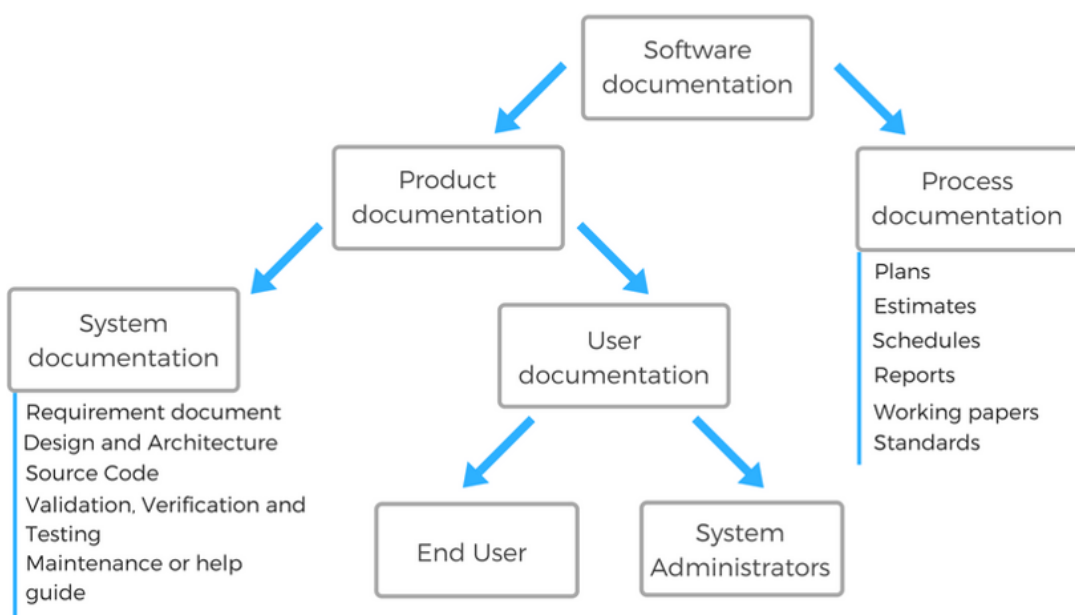 Software
documentation
Product
documentation
Process
documentation
Plans
Estimates
Schedules
Reports
Working papers
Standards
System
documentation
Requirement document
Design and Architecture
Source Code
Validation, Verification and
Testing
Maintenance or help
guide
User
documentation
End User
System
Administrators